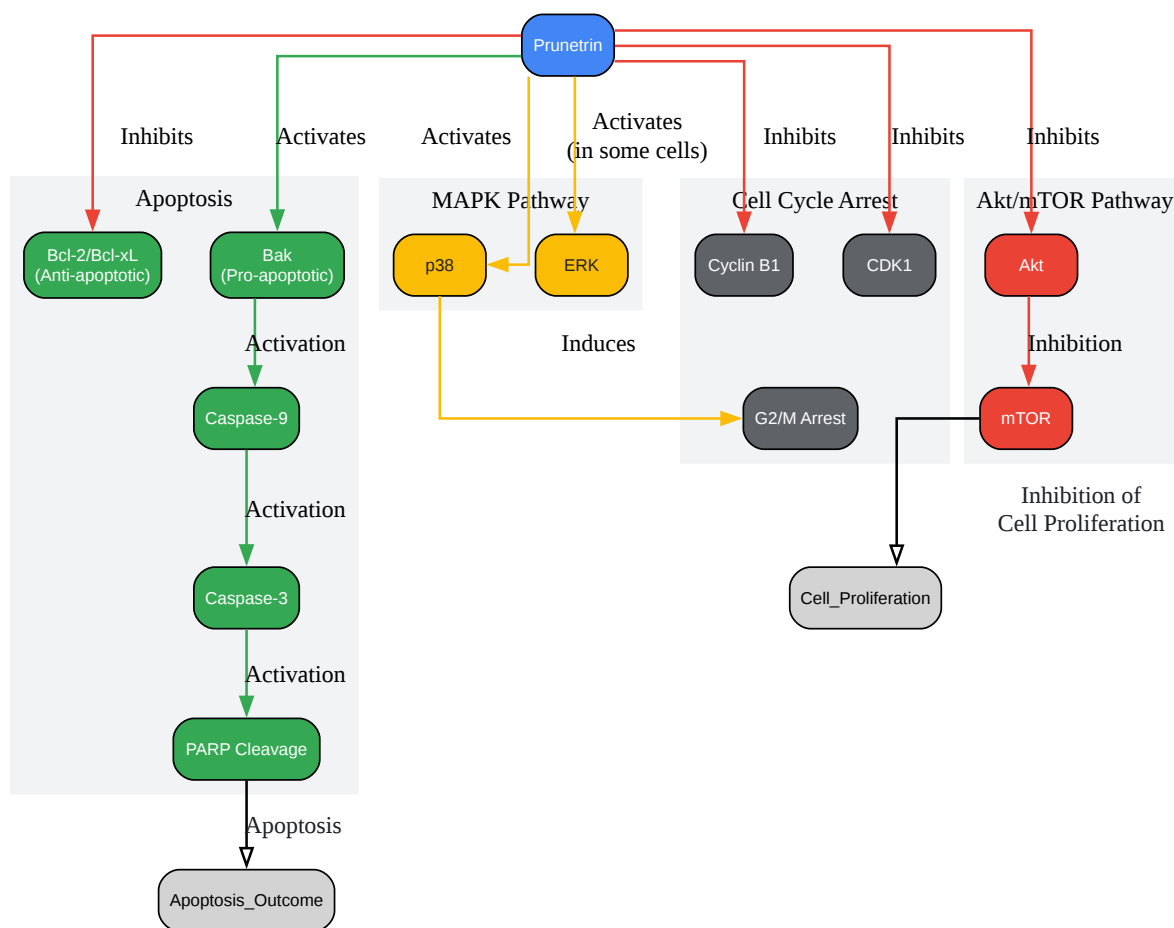 Prunetrin
Inhibits
Activates
Activates
Activates
(in some cells)
Inhibits
Inhibits
Inhibits
Apoptosis
MAPK Pathway
Cell Cycle Arrest
Akt/mTOR Pathway
Bcl-2/Bcl-xL
(Anti-apoptotic)
Bak
(Pro-apoptotic)
p38
ERK
Cyclin B1
CDK1
Akt
Activation
Induces
Inhibition
Caspase-9
G2/M Arrest
mTOR
Activation
Inhibition of
Cell Proliferation
Caspase-3
Cell_Proliferation
Activation
PARP Cleavage
Apoptosis
Apoptosis_Outcome